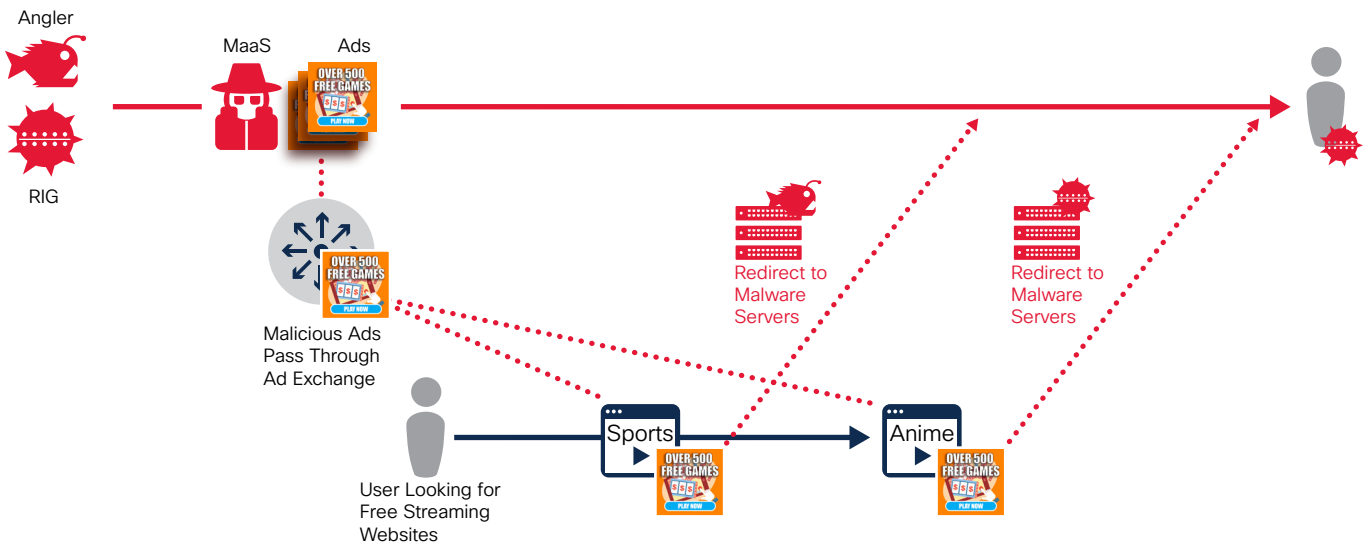 Angler
MaaS
Ads
OVER 500
FREE GAMES
$ $ $
PLAY NOW
RIG
OVER 500
FREE GAMES
$ $ $
PLAY NOW
Malicious Ads
Pass Through
Ad Exchange
Redirect to
Malware
Servers
Redirect to
Malware
Servers
User Looking for
Free Streaming
Websites
Sports
OVER 500
FREE GAMES
$ $ $
PLAY NOW
Anime
OVER 500
FREE GAMES
$ $ $
PLAY NOW